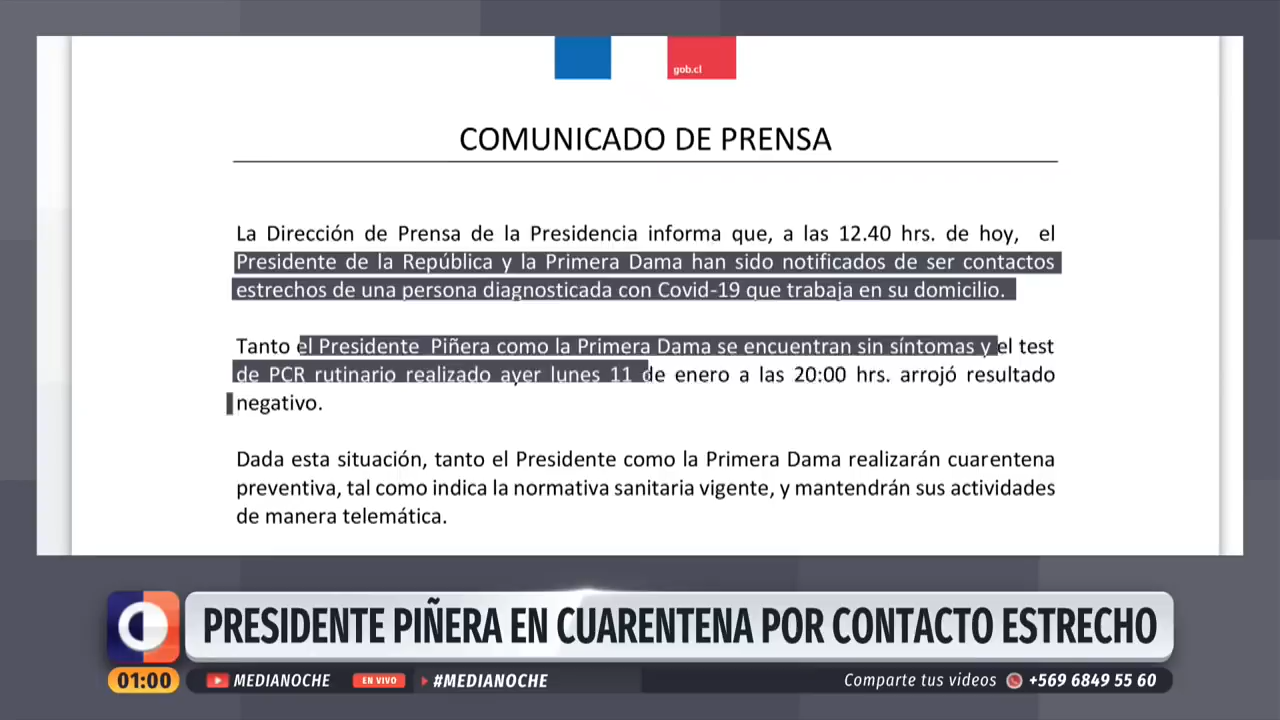 gob.cl
COMUNICADO DE PRENSA
La Dirección de Prensa de la Presidencia informa que, a las 12.40 hrs. de hoy, el
Presidente de la República y la Primera Dama han sido notificados de ser contactos
estrechos de una persona diagnosticada con Covid-19 que trabaja en su domicilio.
Tanto el Presidente Piñera como la Primera Dama se encuentran sin síntomas y el test
de PCR rutinario realizado ayer lunes 11 de enero a las 20:00 hrs. arrojó resultado
negativo.
Dada esta situación, tanto el Presidente como la Primera Dama realizarán cuarentena
preventiva, tal como indica la normativa sanitaria vigente, y mantendrán sus actividades
de manera telemática.
PRESIDENTE PIÑERA EN CUARENTENA POR CONTACTO ESTRECHO
01:00 MEDIANOCHE EN VIVO #MEDIANOCHE Comparte tus videos +569 6849 55 60